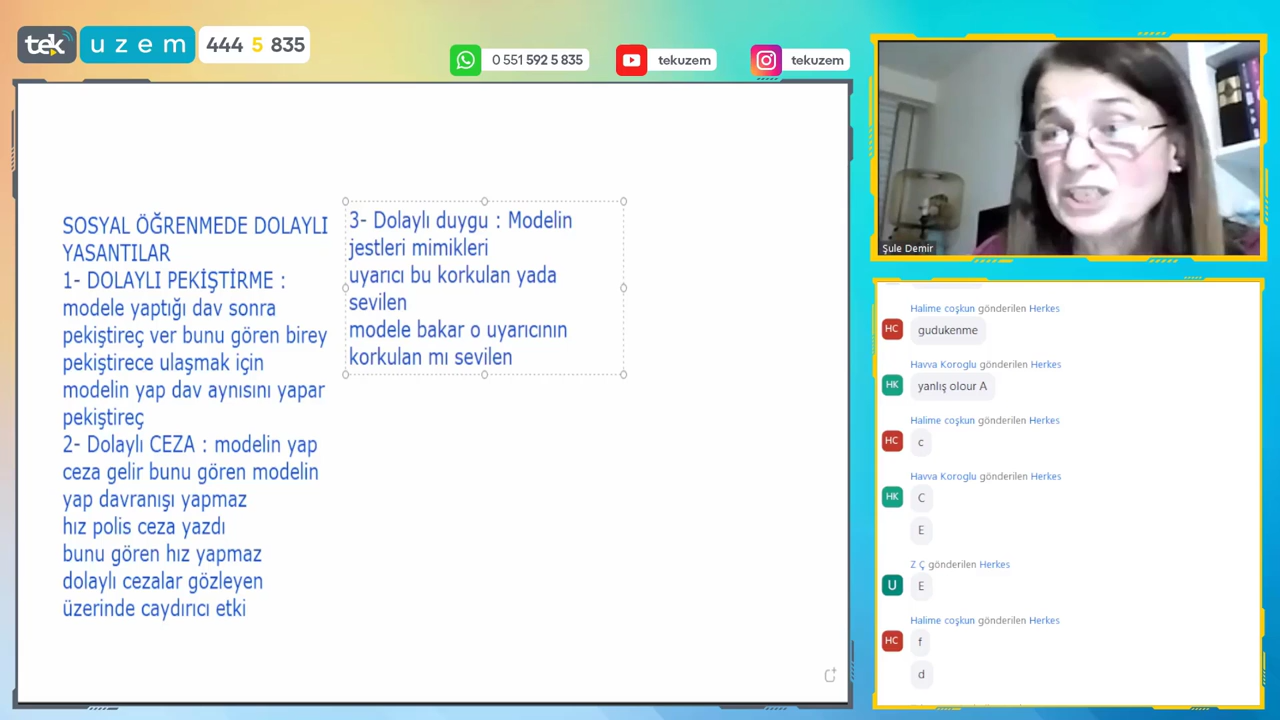 tek uzem 444 5 835
0 551 592 5 835
tekuzem
tekuzem
SOSYAL ÖĞRENMEDE DOLAYLI
YASANTILAR
1- DOLAYLI PEKİŞTİRME :
modele yaptığı dav sonra
pekiştireç ver bunu gören birey
pekiştirece ulaşmak için
modelin yap dav aynısını yapar
pekiştireç
2- Dolaylı CEZA : modelin yap
ceza gelir bunu gören modelin
yap davranışı yapmaz
hız polis ceza yazdı
bunu gören hız yapmaz
dolaylı cezalar gözleyen
üzerinde caydırıcı etki
3- Dolaylı duygu : Modelin
jestleri mimikleri
uyarıcı bu korkulan yada
sevilen
modele bakar o uyarıcının
korkulan mı sevilen
Şule Demir
Halime coşkun gönderilen Herkes
HC gudukenme
Havva Koroglu gönderilen Herkes
HK yanlış olour A
Halime coşkun gönderilen Herkes
HC c
Havva Koroglu gönderilen Herkes
HK C
E
Z Ç gönderilen Herkes
U E
Halime coşkun gönderilen Herkes
HC f
d